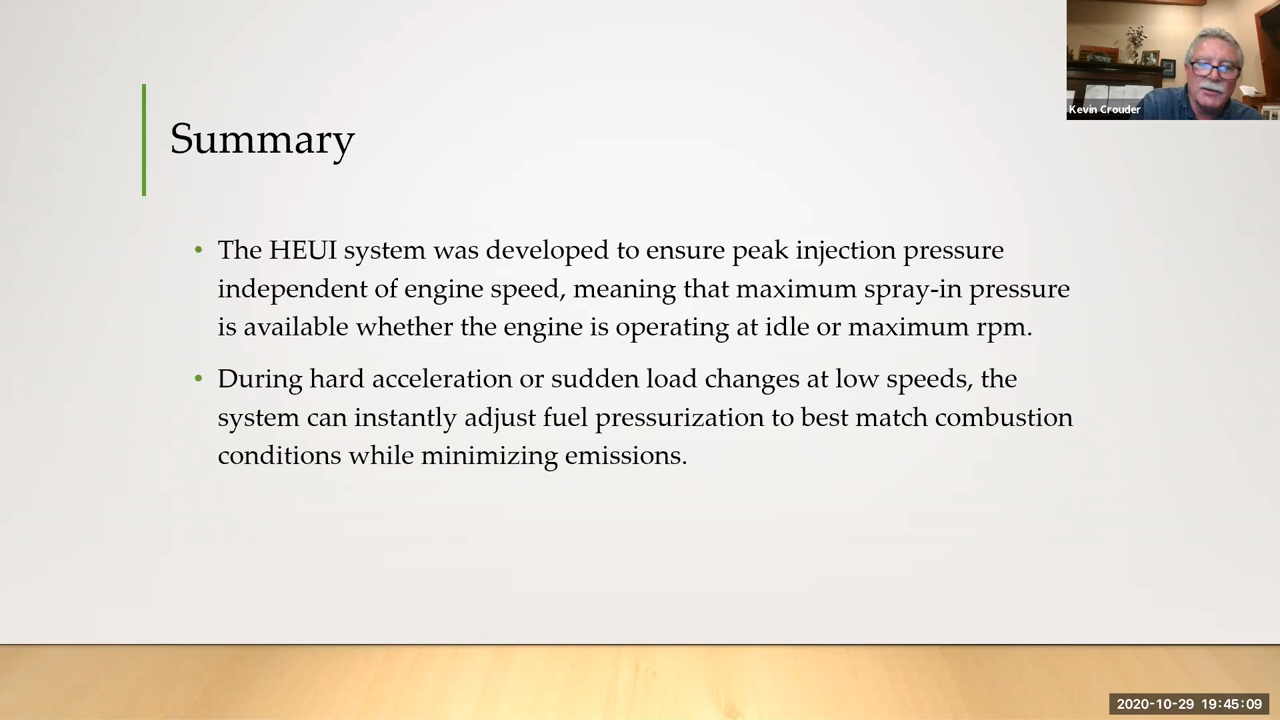 Kevin Crouder
Summary
• The HEUI system was developed to ensure peak injection pressure
independent of engine speed, meaning that maximum spray-in pressure
is available whether the engine is operating at idle or maximum rpm.
• During hard acceleration or sudden load changes at low speeds, the
system can instantly adjust fuel pressurization to best match combustion
conditions while minimizing emissions.
2020-10-29 19:45:09